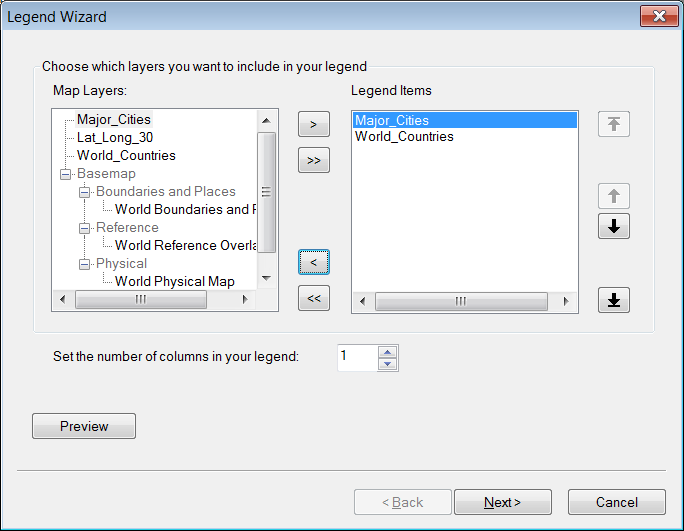 Legend Wizard
Choose which layers you want to include in your legend
Map Layers:
Legend Items
Major_Cities
Lat_Long_30
World_Countries
Basemap
Boundaries and Places
World Boundaries and
Reference
World Reference Overla
Physical
World Physical Map
>
>>
<
<<
Major_Cities
World_Countries
Set the number of columns in your legend:
1
Preview
< Back
Next >
Cancel